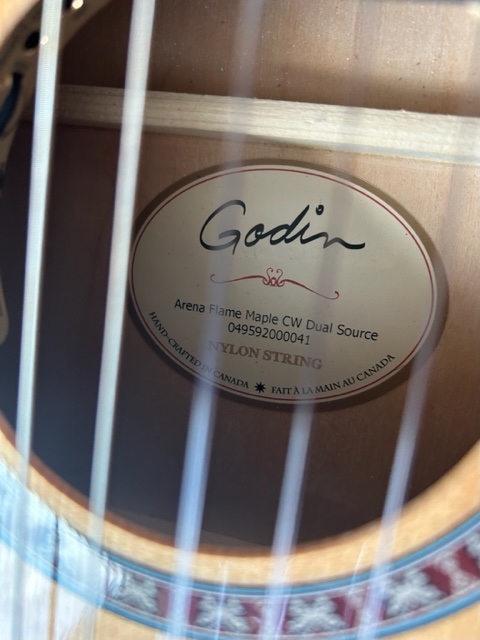 Godin
Arena Flame Maple CW Dual Source
049592000041
NYLON STRING
HAND-CRAFTED IN CANADA ✷ FAIT À LA MAIN AU CANADA